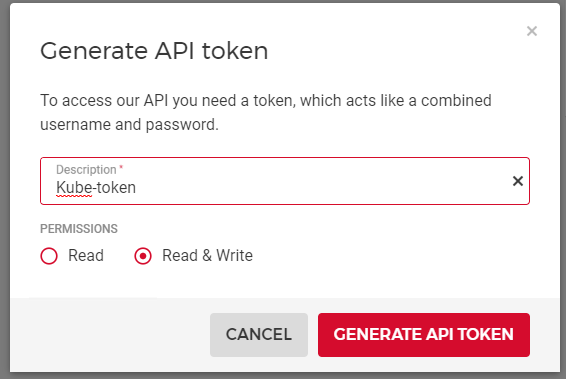 Generate API token
To access our API you need a token, which acts like a combined
username and password.
Description *
Kube-token
PERMISSIONS
Read
Read & Write
CANCEL
GENERATE API TOKEN